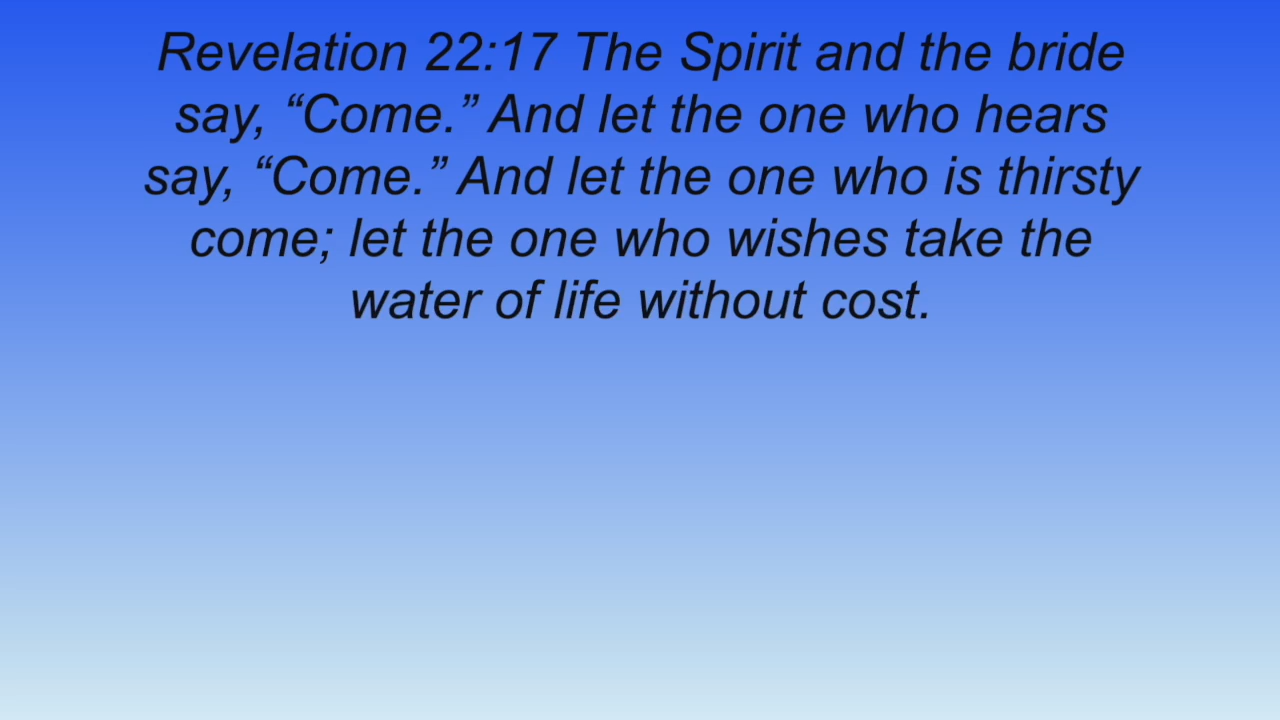 Revelation 22:17 The Spirit and the bride
say, “Come.” And let the one who hears
say, “Come.” And let the one who is thirsty
come; let the one who wishes take the
water of life without cost.